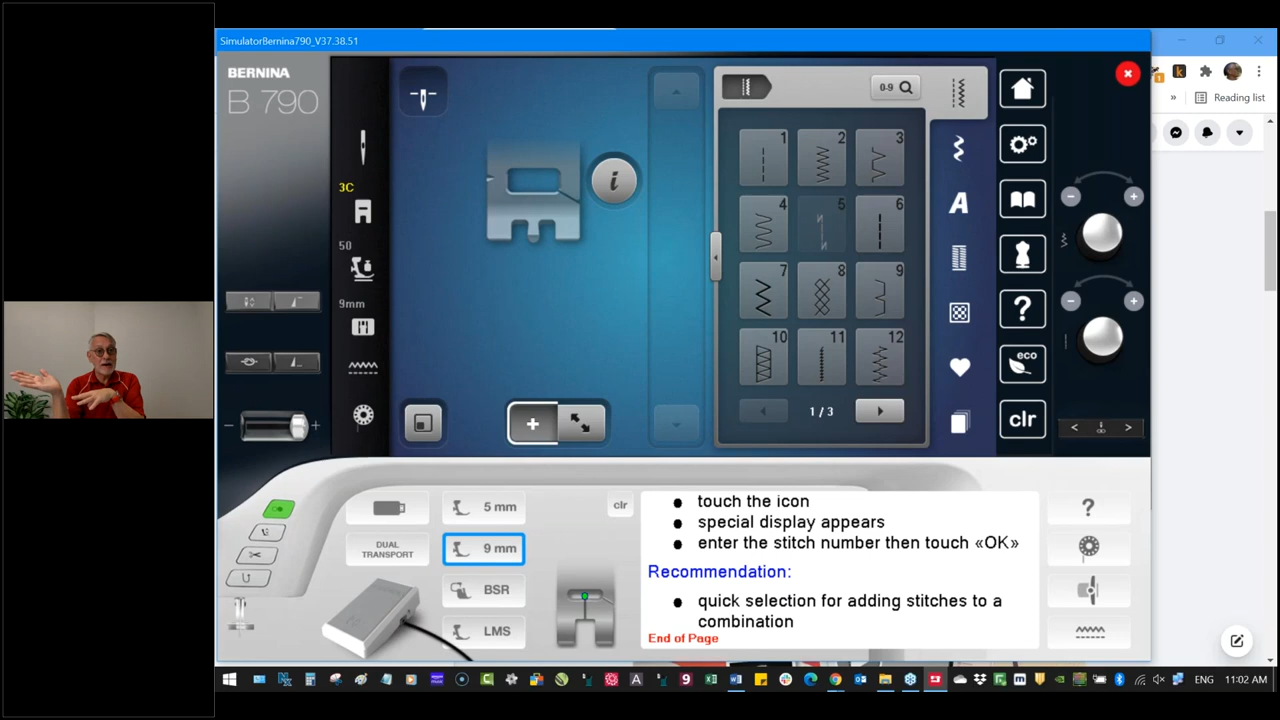 SimulatorBernina790_V37.38.51
BERNINA
B 790
3C
50
9mm
i
0-9
1
2
3
4
5
6
7
8
9
10
11
12
1 / 3
A
?
eco
clr
Reading list
5 mm
DUAL
TRANSPORT
9 mm
BSR
LMS
clr
touch the icon
special display appears
enter the stitch number then touch «OK»
Recommendation:
quick selection for adding stitches to a
combination
End of Page
?
ENG
11:02 AM